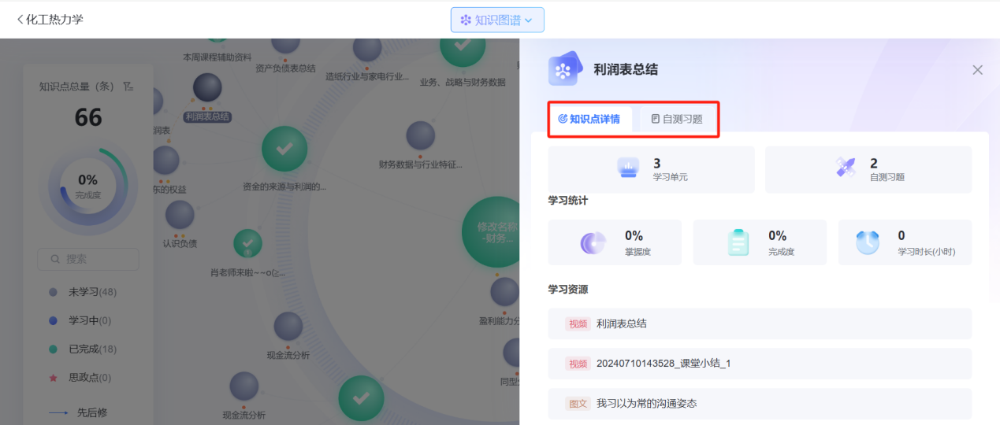 化工热力学
知识图谱
本周课程辅助资料
资产负债表总结
造纸行业与家电行业...
业务、战略与财务数据
利润表总结
润表
财务数据与行业特征...
资金的来源与利润的...
东的权益
认识负债
修改名称
-财务...
肖老师来啦~~o(≧...
盈利能力分
现金流分析
同型分
现金流分析
知识点总量（条）
66
0%
完成度
搜索
未学习(48)
学习中(0)
已完成(18)
思政点(0)
先后修
利润表总结
知识点详情
自测习题
3
学习单元
2
自测习题
学习统计
0%
掌握度
0%
完成度
0
学习时长(小时)
学习资源
视频 利润表总结
视频 20240710143528_课堂小结_1
图文 我习以为常的沟通姿态